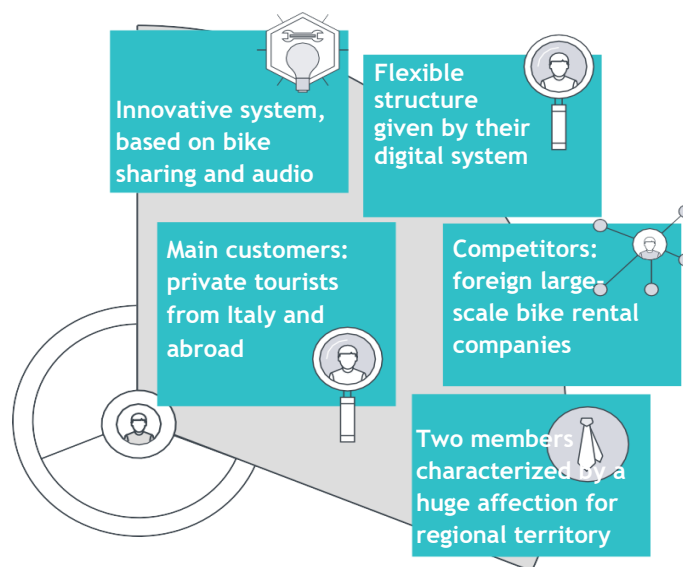 Innovative system,
based on bike
sharing and audio
Flexible
structure
given by their
digital system
Main customers:
private tourists
from Italy and
abroad
Competitors:
foreign large-
scale bike rental
companies
Two members
characterized by a
huge affection for
regional territory